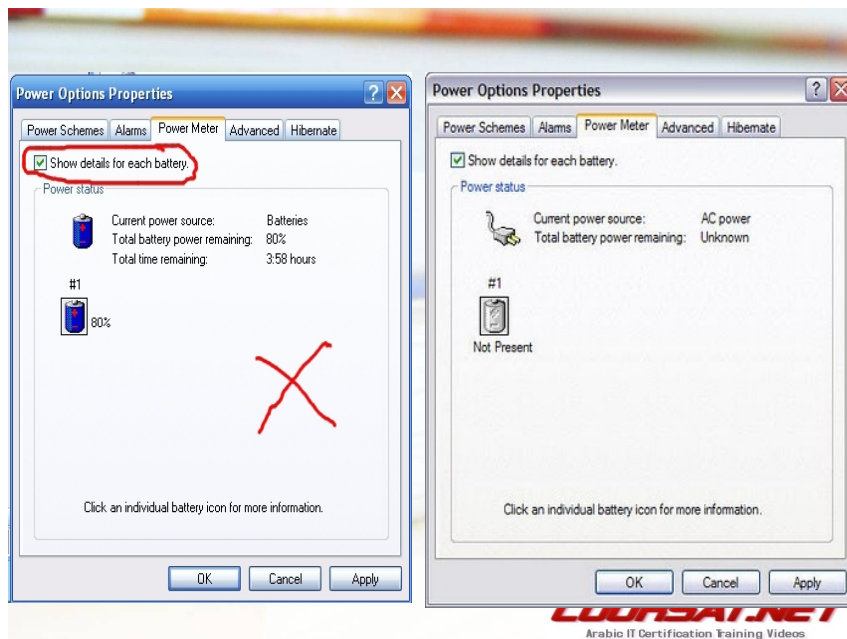 Power Options Properties
Power Schemes Alarms Power Meter Advanced Hibernate
Show details for each battery.
Power status
Current power source: Batteries
Total battery power remaining: 80%
Total time remaining: 3:58 hours
#1
80%
Click an individual battery icon for more information.
OK Cancel Apply
Power Options Properties
Power Schemes Alarms Power Meter Advanced Hibernate
Show details for each battery.
Power status
Current power source: AC power
Total battery power remaining: Unknown
#1
Not Present
Click an individual battery icon for more information.
OK Cancel Apply
COURSAT.NET
Arabic IT Certification Training Videos